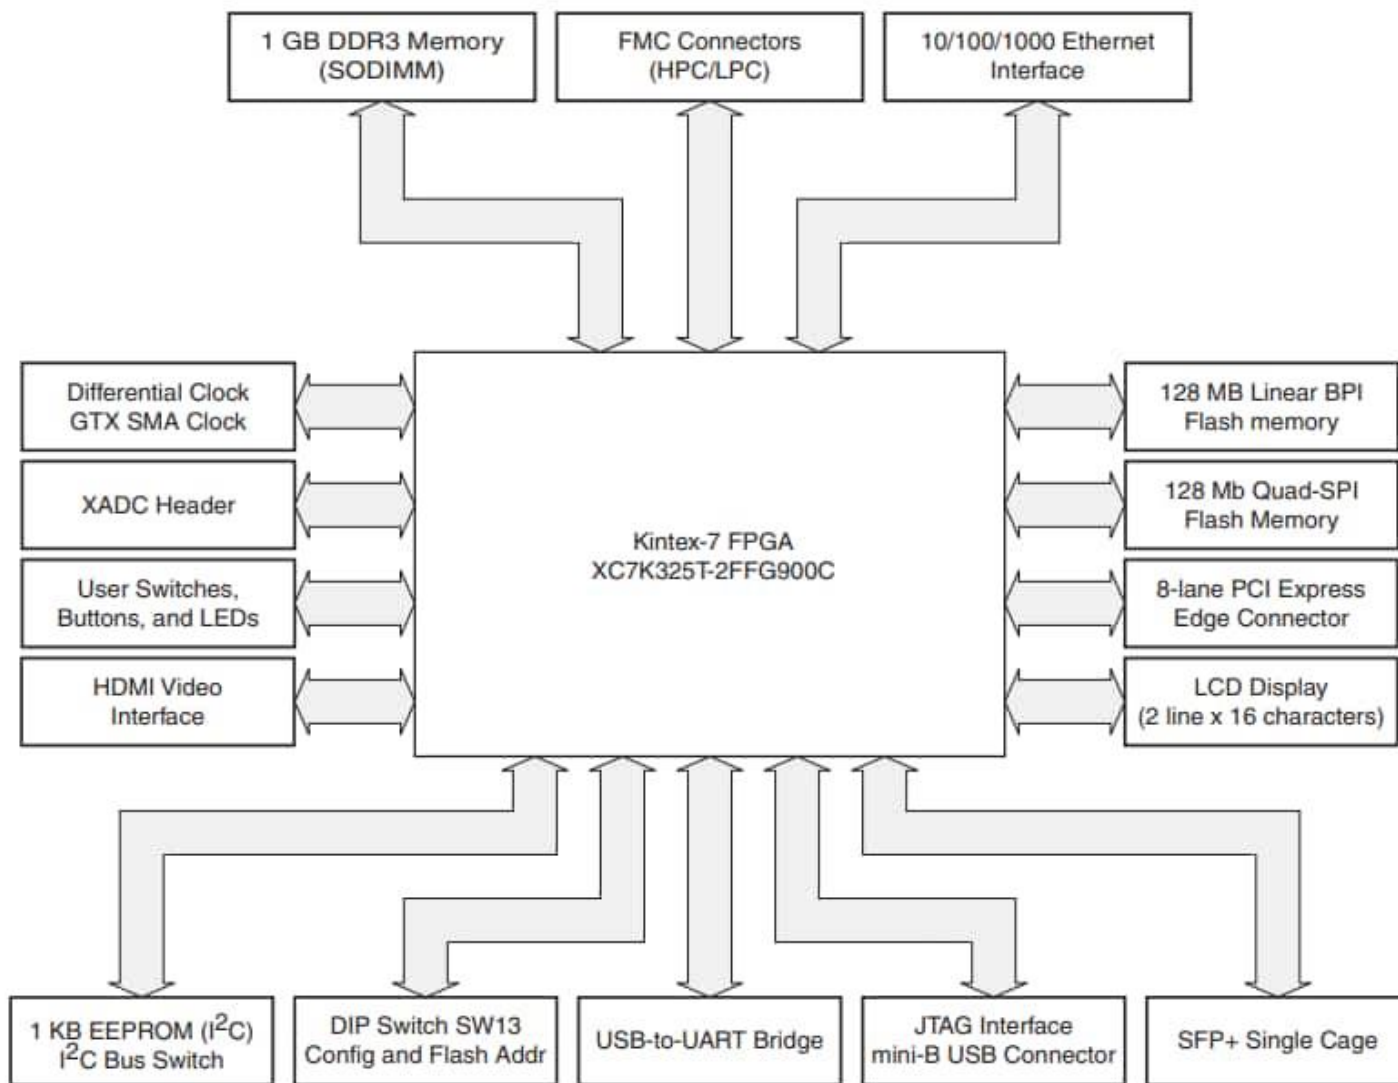 1 GB DDR3 Memory
(SODIMM)
FMC Connectors
(HPC/LPC)
10/100/1000 Ethernet
Interface
Differential Clock
GTX SMA Clock
XADC Header
User Switches,
Buttons, and LEDs
HDMI Video
Interface
Kintex-7 FPGA
XC7K325T-2FFG900C
128 MB Linear BPI
Flash memory
128 Mb Quad-SPI
Flash Memory
8-lane PCI Express
Edge Connector
LCD Display
(2 line x 16 characters)
1 KB EEPROM (I²C)
I²C Bus Switch
DIP Switch SW13
Config and Flash Addr
USB-to-UART Bridge
JTAG Interface
mini-B USB Connector
SFP+ Single Cage